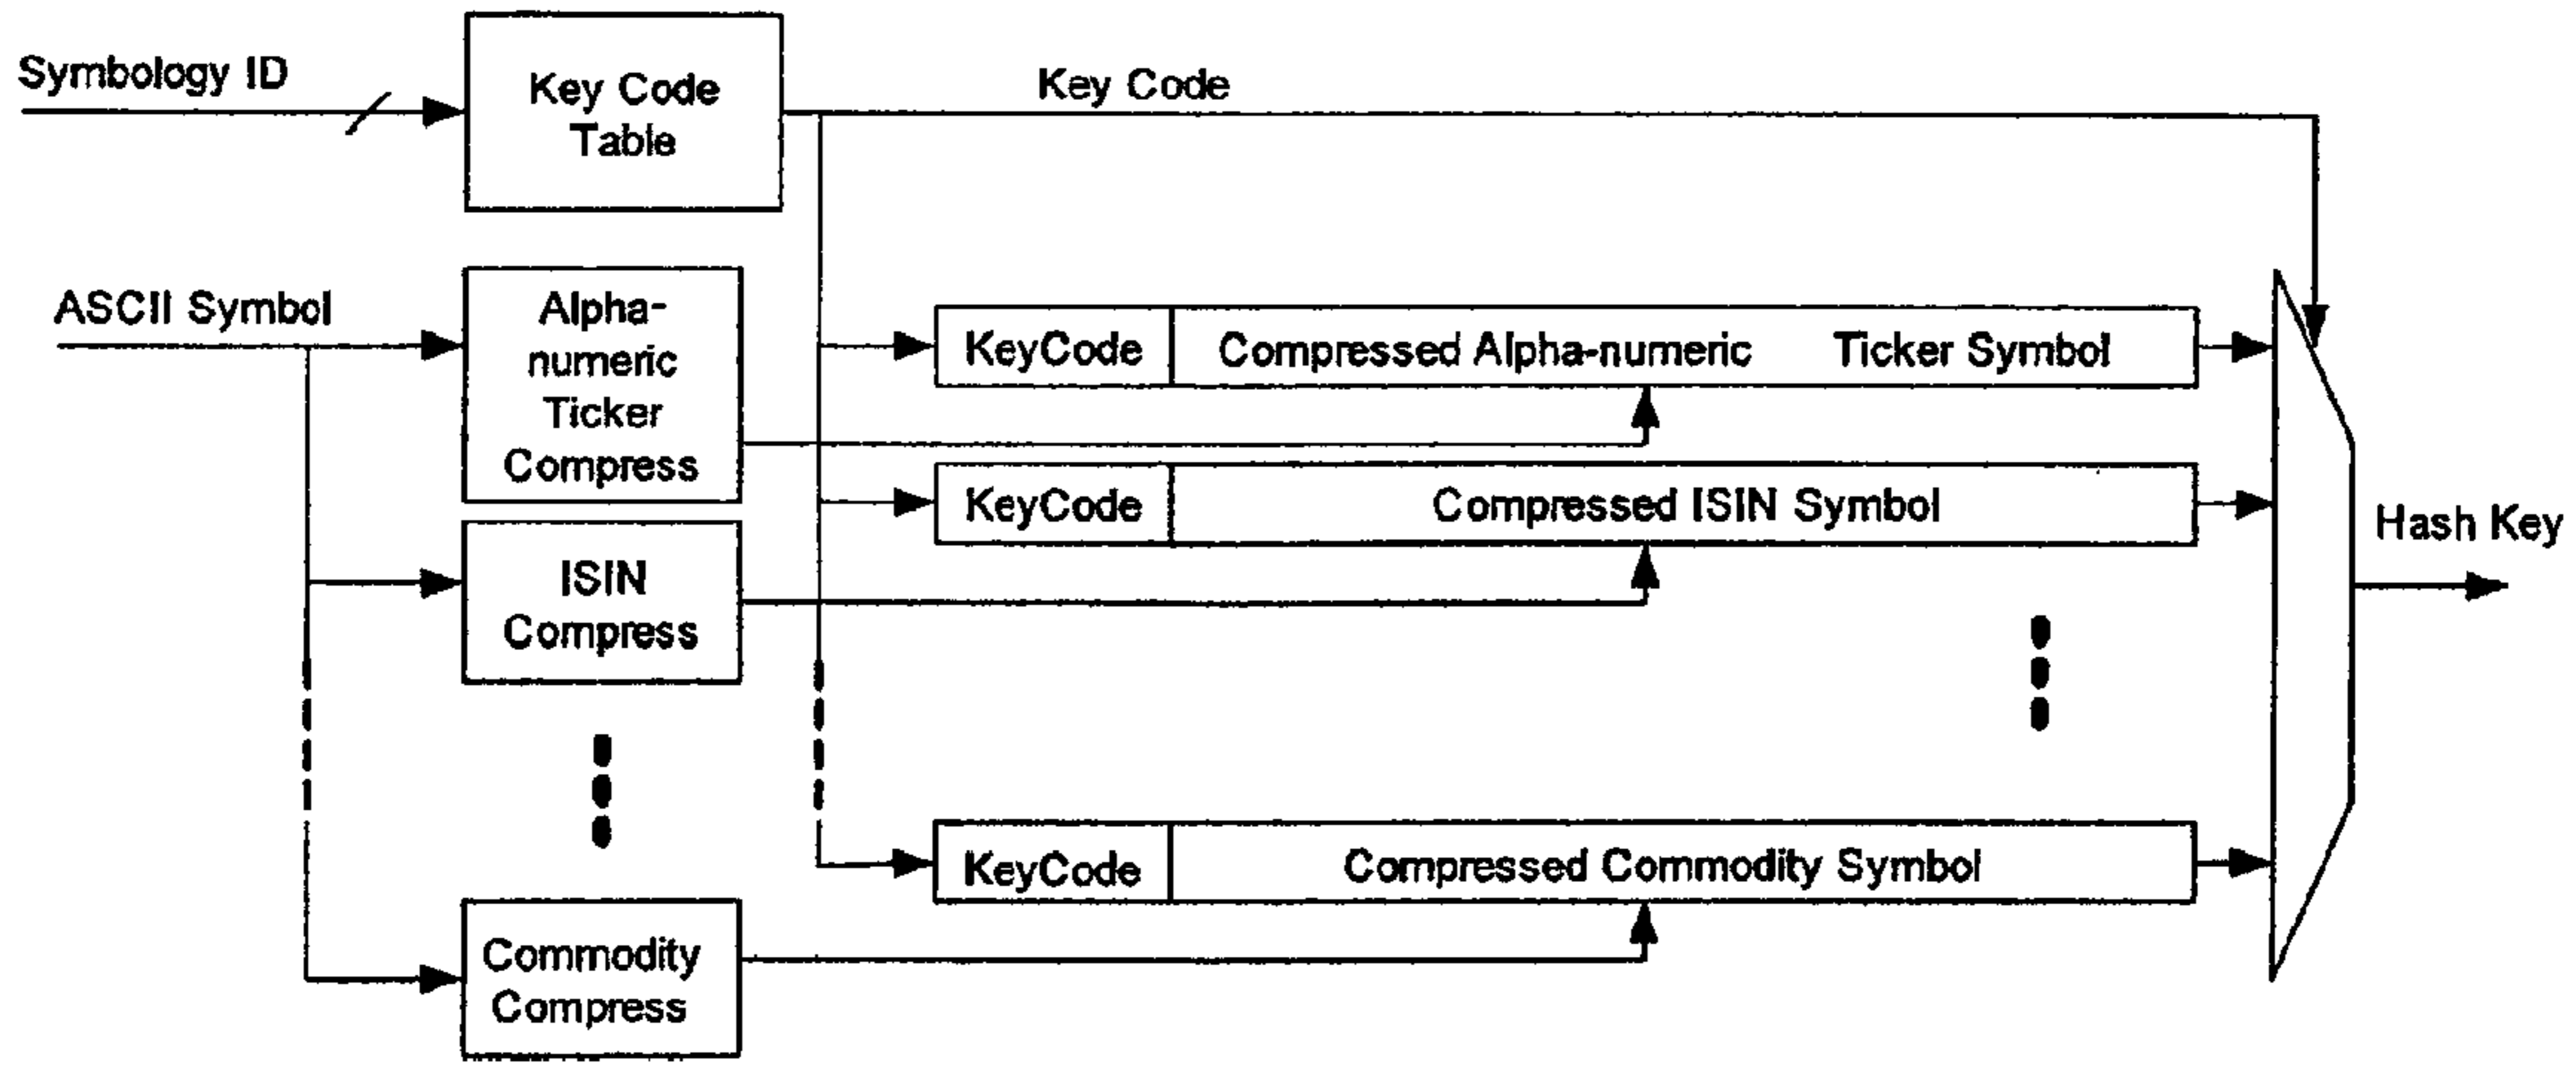 Symbology ID
Key Code
Table
Key Code
ASCII Symbol
Alpha-
numeric
Ticker
Compress
KeyCode
Compressed Alpha-numeric Ticker Symbol
KeyCode
Compressed ISIN Symbol
Hash Key
ISIN
Compress
KeyCode
Compressed Commodity Symbol
Commodity
Compress